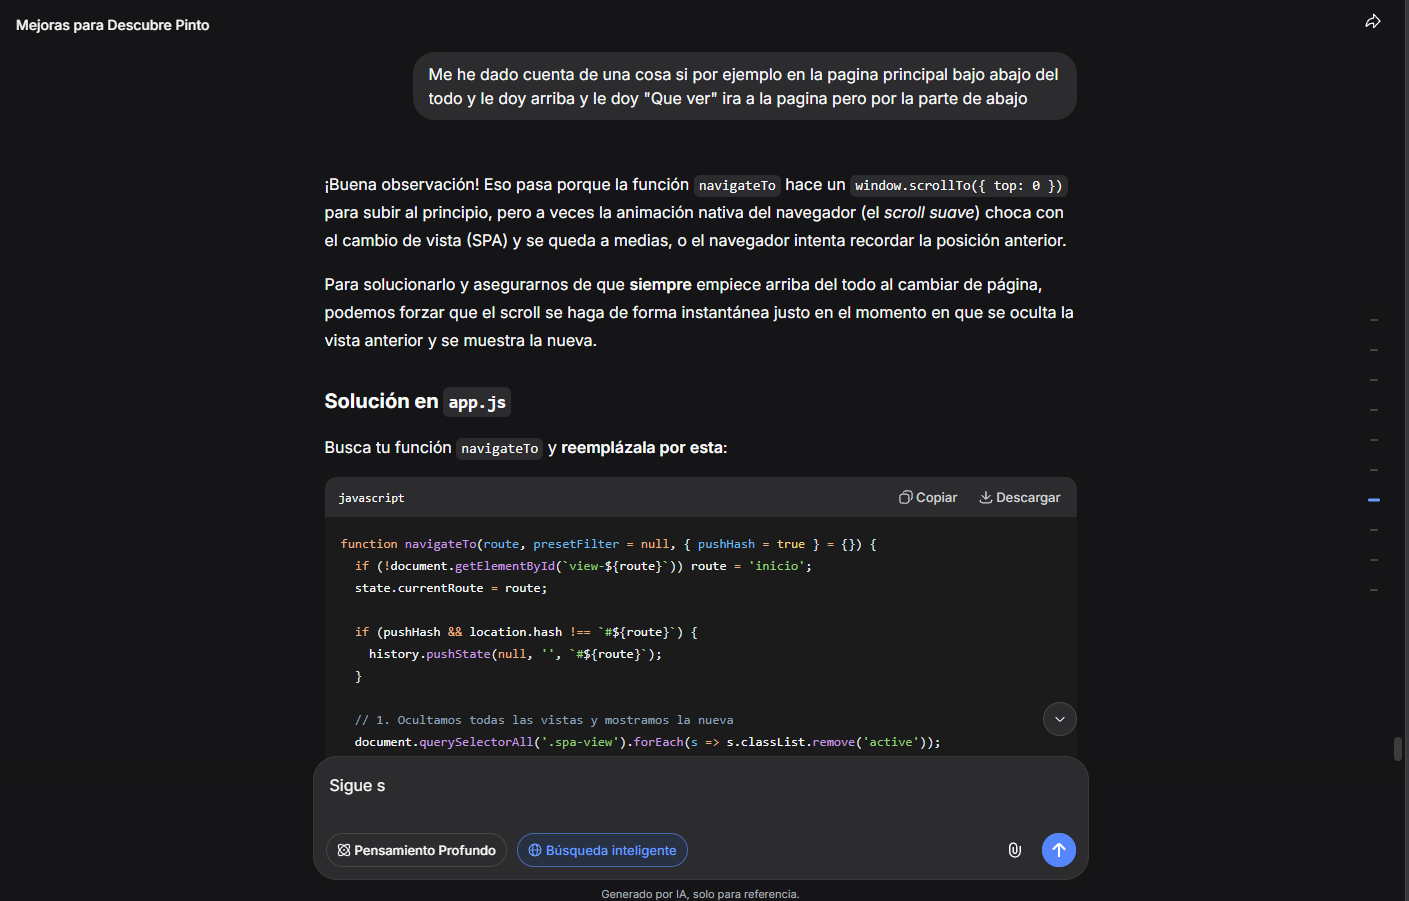 Mejoras para Descubre Pinto
Me he dado cuenta de una cosa si por ejemplo en la pagina principal bajo abajo del
todo y le doy arriba y le doy "Que ver" ira a la pagina pero por la parte de abajo
¡Buena observación! Eso pasa porque la función navigateTo hace un window.scrollTo({ top: 0 })
para subir al principio, pero a veces la animación nativa del navegador (el scroll suave) choca con
el cambio de vista (SPA) y se queda a medias, o el navegador intenta recordar la posición anterior.
Para solucionarlo y asegurarnos de que siempre empiece arriba del todo al cambiar de página,
podemos forzar que el scroll se haga de forma instantánea justo en el momento en que se oculta la
vista anterior y se muestra la nueva.
Solución en app.js
Busca tu función navigateTo y reemplázala por esta:
javascript
Copiar
Descargar
function navigateTo(route, presetFilter = null, { pushHash = true } = {}) {
  if (!document.getElementById(`view-${route}`)) route = 'inicio';
  state.currentRoute = route;
  if (pushHash && location.hash !== `#${route}`) {
    history.pushState(null, '', `#${route}`);
  }
  // 1. Ocultamos todas las vistas y mostramos la nueva
  document.querySelectorAll('.spa-view').forEach(s => s.classList.remove('active'));
Sigue s
Pensamiento Profundo
Búsqueda inteligente
Generado por IA, solo para referencia.